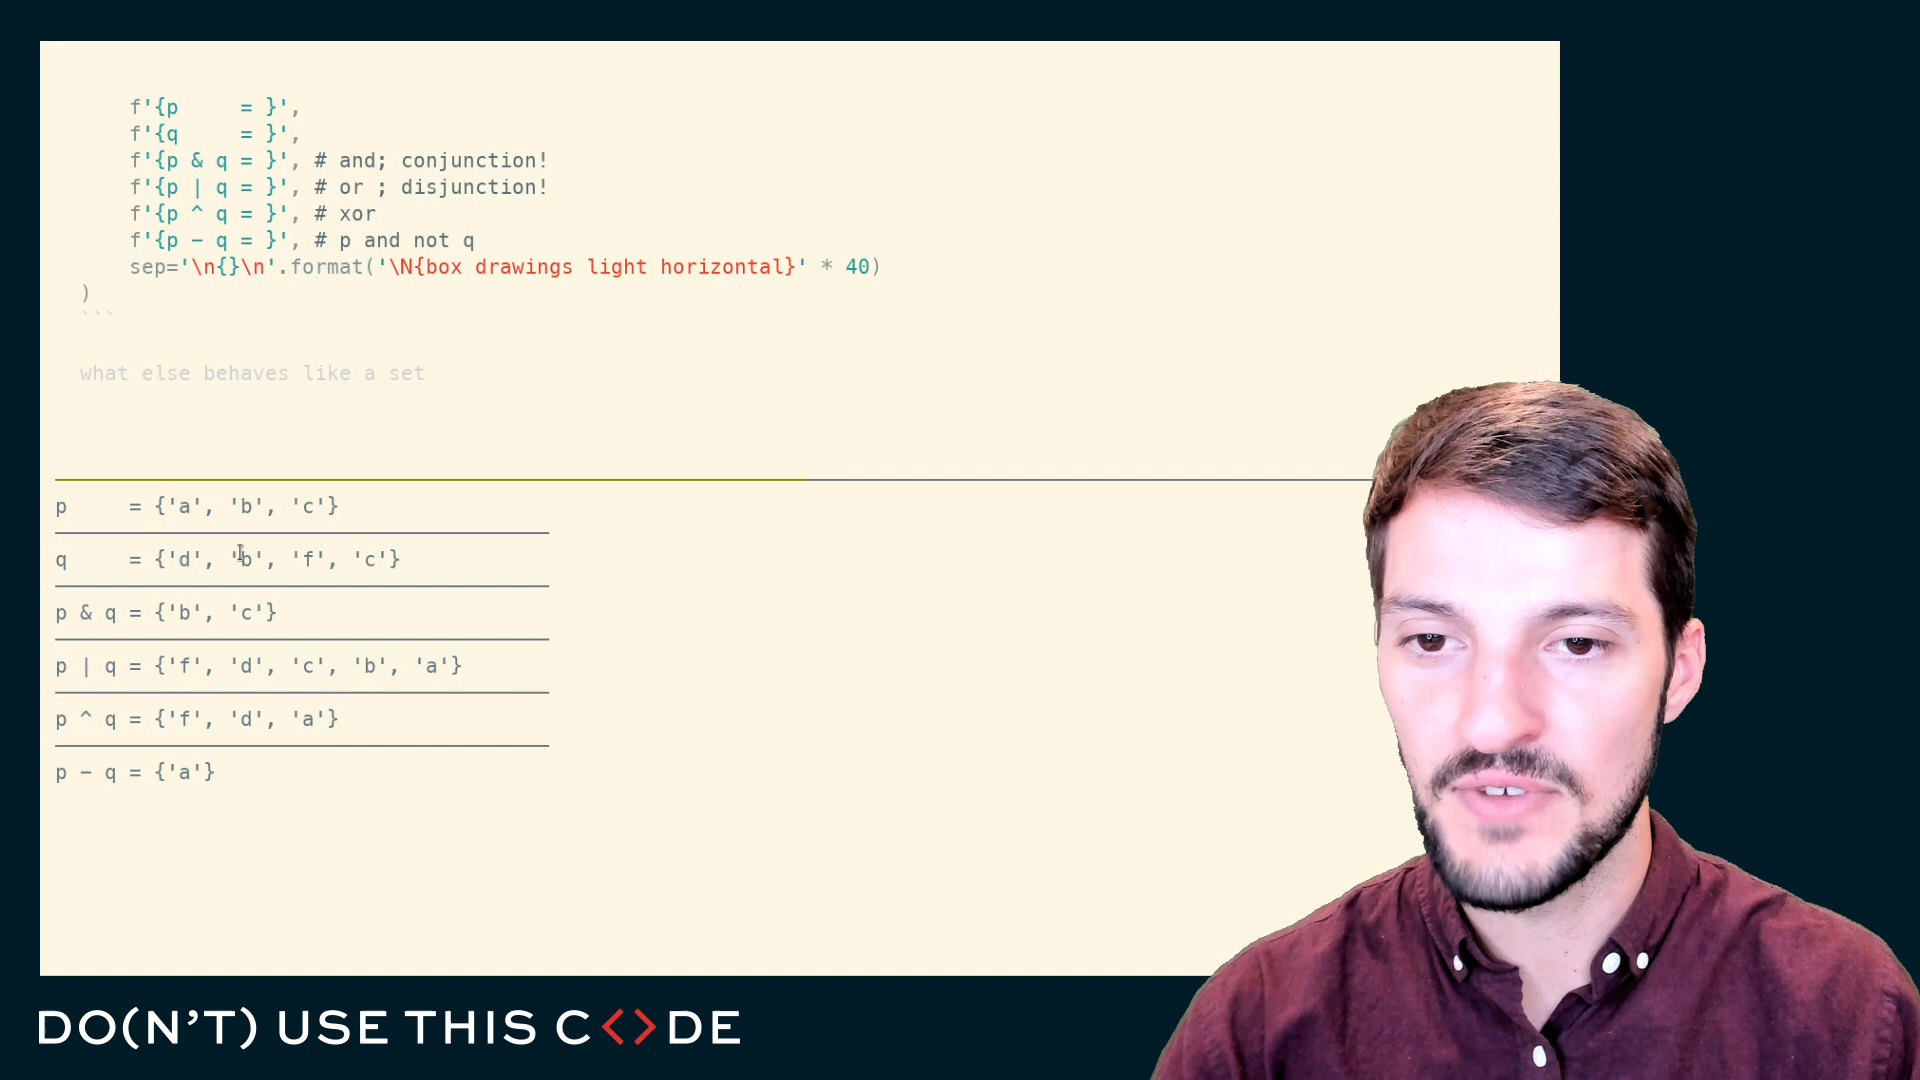 f'{p     = }',
f'{q     = }',
f'{p & q = }', # and; conjunction!
f'{p | q = }', # or ; disjunction!
f'{p ^ q = }', # xor
f'{p − q = }', # p and not q
sep='\n{}\n'.format('\N{box drawings light horizontal}' * 40)
)
```
what else behaves like a set
p     = {'a', 'b', 'c'}
q     = {'d', 'b', 'f', 'c'}
p & q = {'b', 'c'}
p | q = {'f', 'd', 'c', 'b', 'a'}
p ^ q = {'f', 'd', 'a'}
p − q = {'a'}
DO(N’T) USE THIS C<>DE